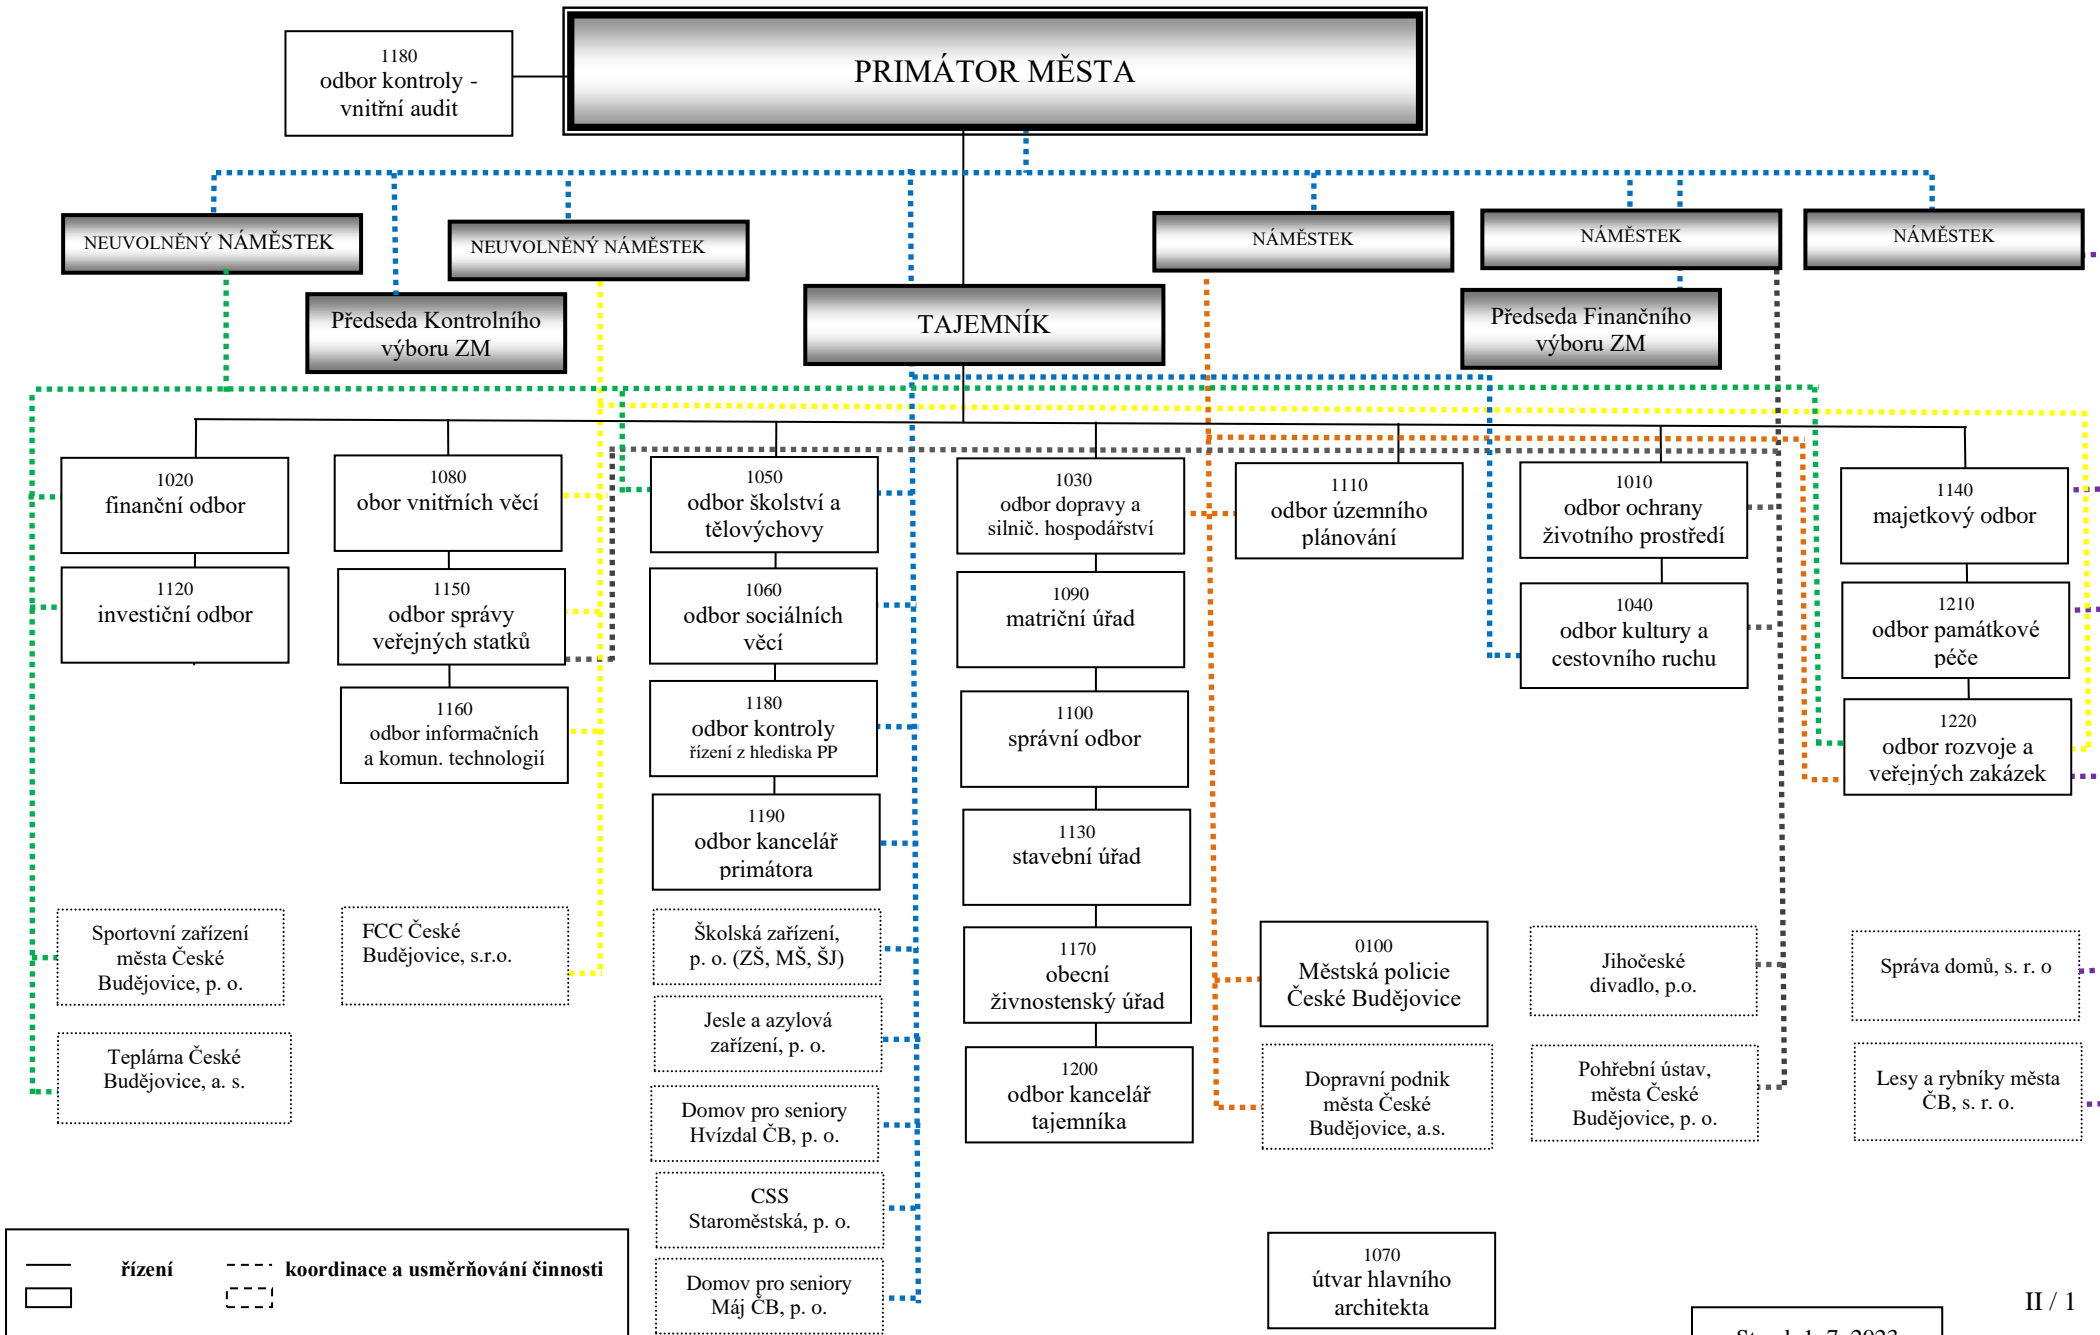 1180
odbor kontroly -
vnitřní audit
PRIMÁTOR MĚSTA
NEUVOLNĚNÝ NÁMĚSTEK
NEUVOLNĚNÝ NÁMĚSTEK
NÁMĚSTEK
NÁMĚSTEK
NÁMĚSTEK
Předseda Kontrolního
výboru ZM
TAJEMNÍK
Předseda Finančního
výboru ZM
1020
finanční odbor
1080
obor vnitřních věcí
1050
odbor školství a
tělovýchovy
1030
odbor dopravy a
silnič. hospodářství
1110
odbor územního
plánování
1010
odbor ochrany
životního prostředí
1140
majetkový odbor
1120
investiční odbor
1150
odbor správy
veřejných statků
1060
odbor sociálních
věcí
1090
matriční úřad
1040
odbor kultury a
cestovního ruchu
1210
odbor památkové
péče
1160
odbor informačních
a komun. technologií
1180
odbor kontroly
řízení z hlediska PP
1100
správní odbor
1220
odbor rozvoje a
veřejných zakázek
1190
odbor kancelář
primátora
1130
stavební úřad
Sportovní zařízení
města České
Budějovice, p. o.
FCC České
Budějovice, s.r.o.
Školská zařízení,
p. o. (ZŠ, MŠ, ŠJ)
1170
obecní
živnostenský úřad
0100
Městská policie
České Budějovice
Jihočeské
divadlo, p.o.
Správa domů, s. r. o
Teplárna České
Budějovice, a. s.
Jesle a azylová
zařízení, p. o.
1200
odbor kancelář
tajemníka
Dopravní podnik
města České
Budějovice, a.s.
Pohřební ústav,
města České
Budějovice, p. o.
Lesy a rybníky města
ČB, s. r. o.
Domov pro seniory
Hvízdal ČB, p. o.
CSS
Staroměstská, p. o.
Domov pro seniory
Máj ČB, p. o.
1070
útvar hlavního
architekta
řízení
koordinace a usměrňování činnosti
II / 1
Stav k 1. 7. 2023